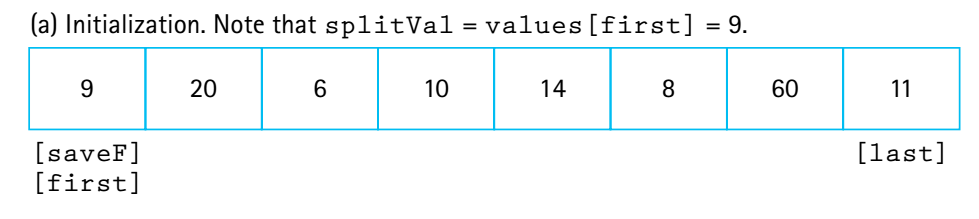 (a) Initialization. Note that splitVal = values[first] = 9.
9 20 6 10 14 8 60 11
[saveF] [last]
[first]